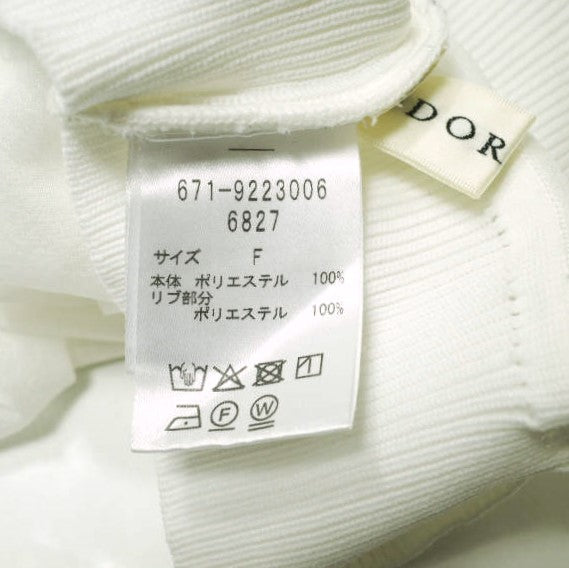 DOR
671-9223006
6827
サイズ F
本体 ポリエステル 100%
リブ部分
ポリエステル 100%
F W